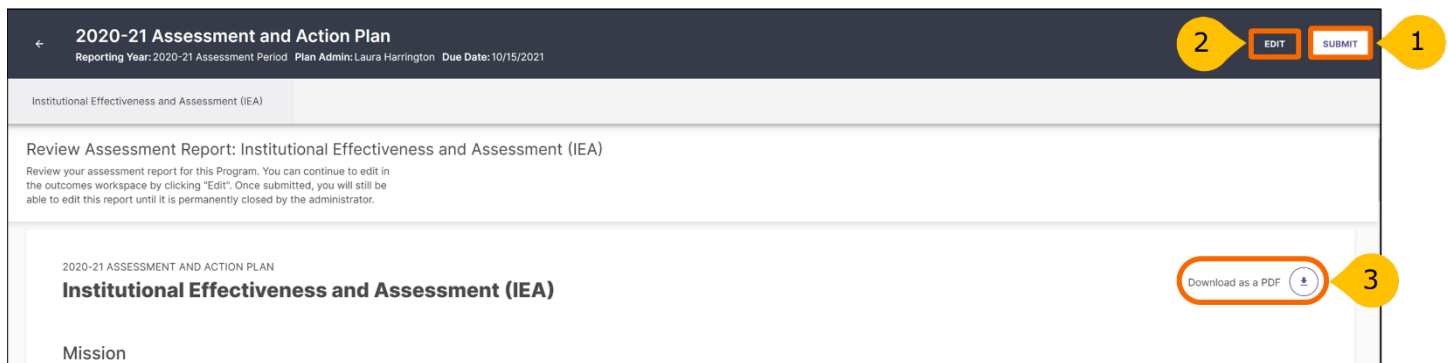 ←
2020-21 Assessment and Action Plan
Reporting Year: 2020-21 Assessment Period Plan Admin: Laura Harrington Due Date: 10/15/2021
2 EDIT SUBMIT 1
Institutional Effectiveness and Assessment (IEA)
Review Assessment Report: Institutional Effectiveness and Assessment (IEA)
Review your assessment report for this Program. You can continue to edit in
the outcomes workspace by clicking "Edit". Once submitted, you will still be
able to edit this report until it is permanently closed by the administrator.
2020-21 ASSESSMENT AND ACTION PLAN
Institutional Effectiveness and Assessment (IEA)
Download as a PDF 3
Mission